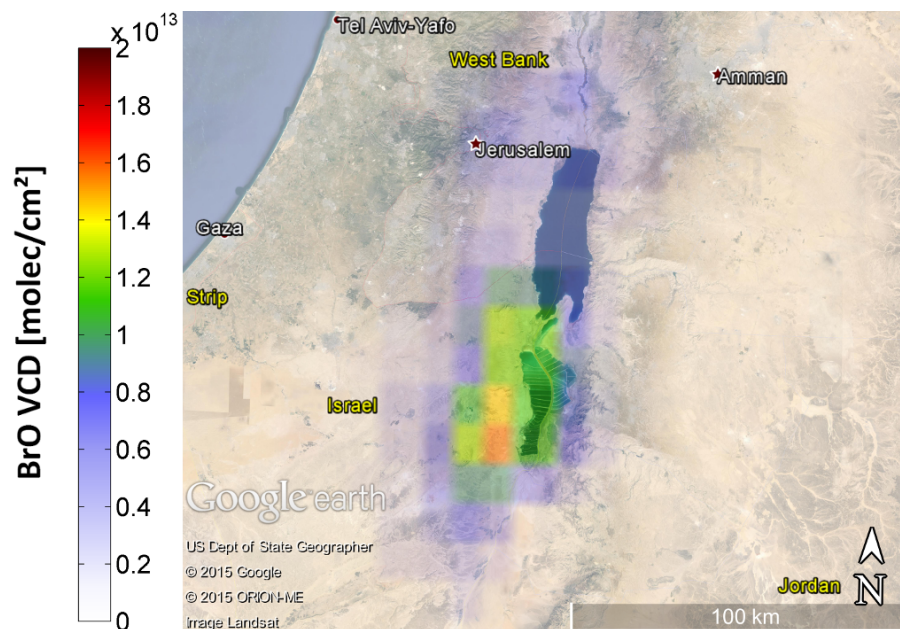 x 10¹³
2
1.8
1.6
1.4
1.2
1
0.8
0.6
0.4
0.2
0
BrO VCD [molec/cm²]
Tel Aviv-Yafo
West Bank
Amman
Jerusalem
Gaza
Strip
Israel
Google earth
US Dept of State Geographer
© 2015 Google
© 2015 ORION-ME
Image Landsat
Jordan
N
100 km